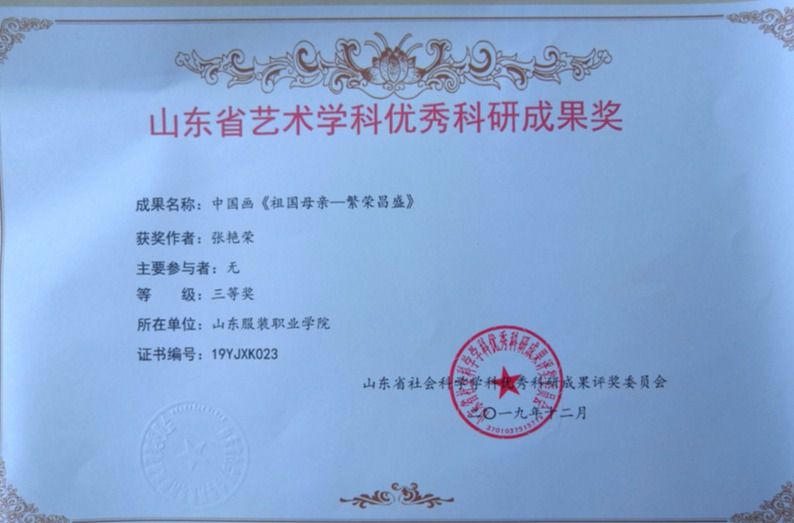 山东省艺术学科优秀科研成果奖
成果名称：中国画《祖国母亲—繁荣昌盛》
获奖作者：张艳荣
主要参与者：无
等 级：三等奖
所在单位：山东服装职业学院
证书编号：19YJXK023
山东省社会科学学科优秀科研成果评奖委员会
二〇一九年十二月